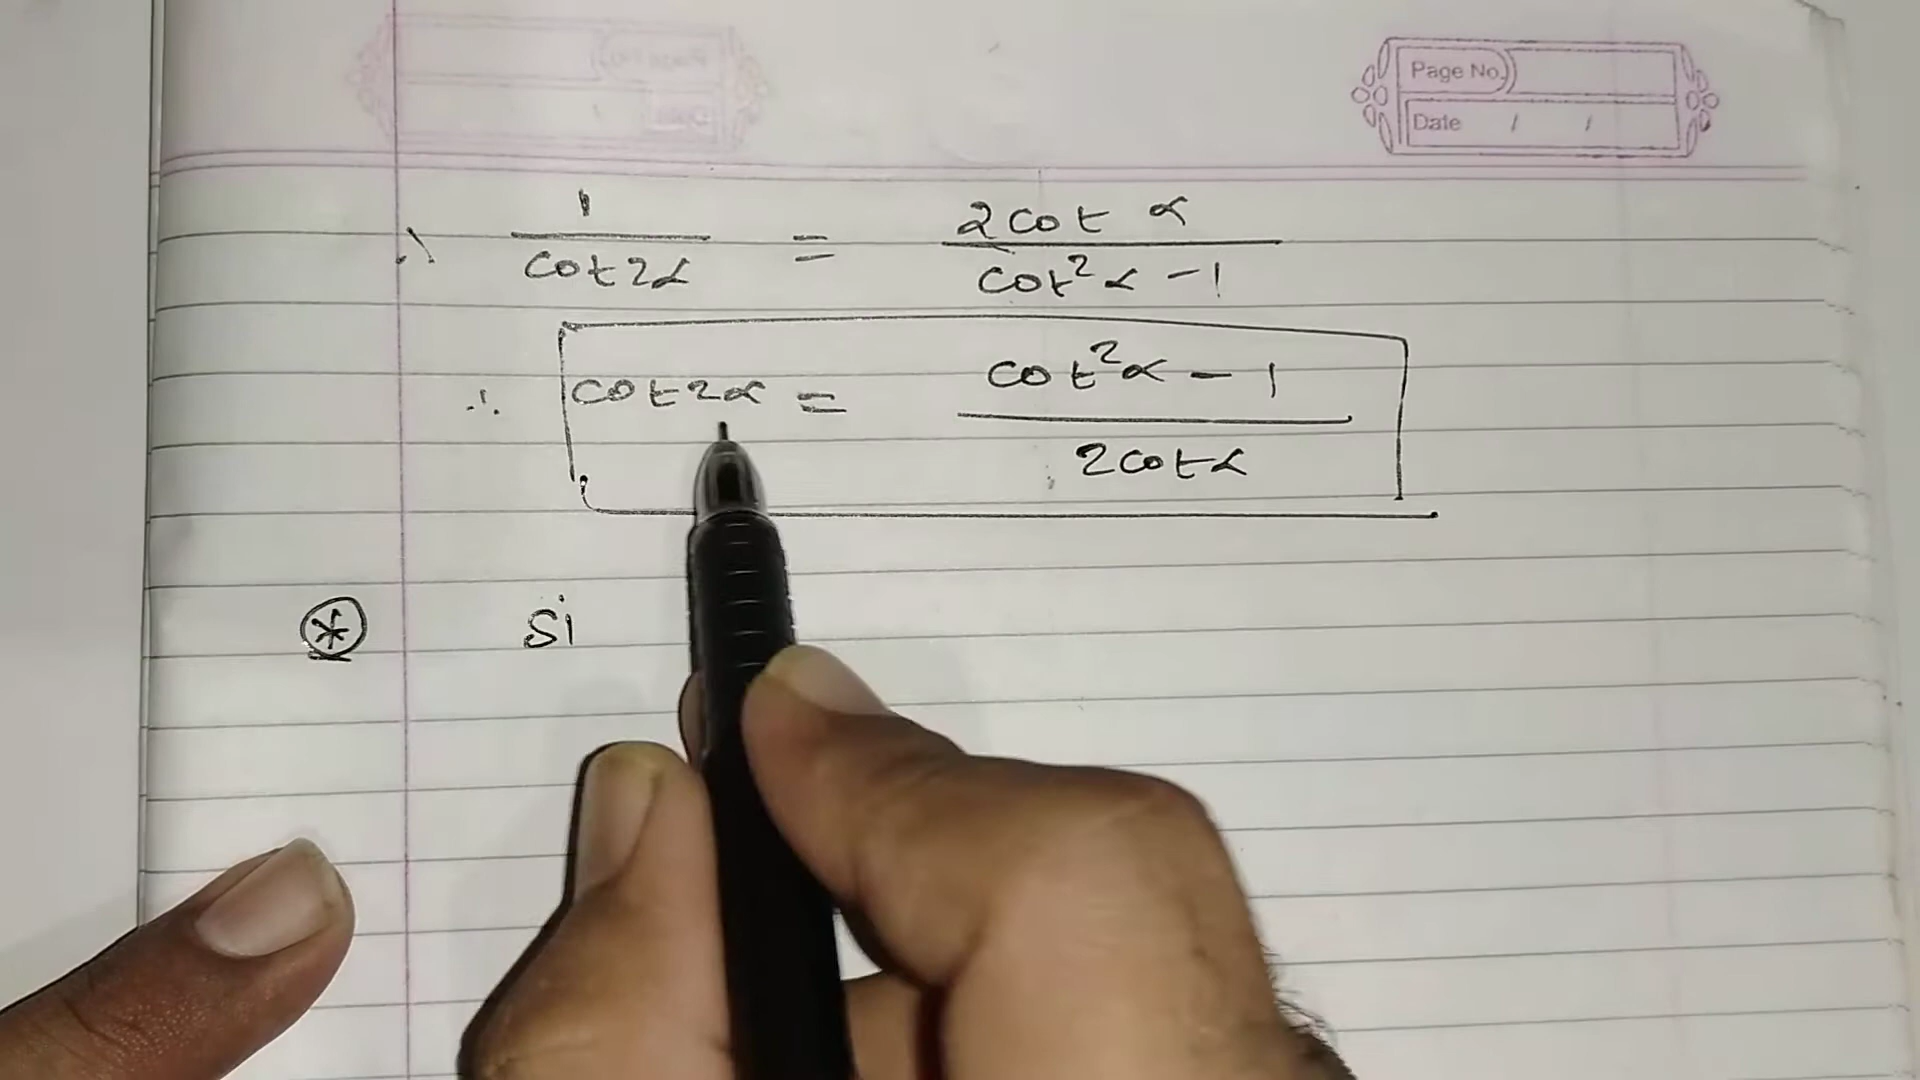 Page No.
Date / /
∴ 1/cot2α = 2cot α/cot²α - 1
∴ cot2α = cot²α - 1/2cotα
* Si